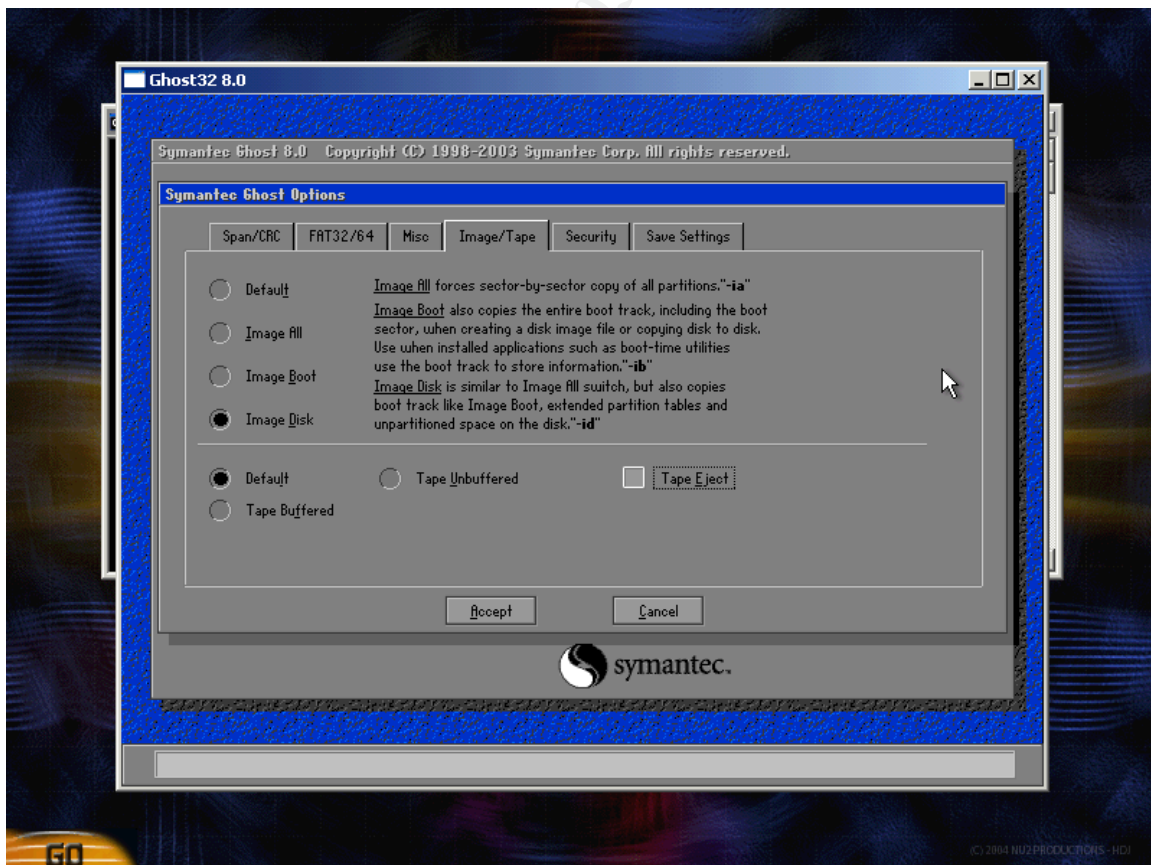 Ghost32 8.0
Symantec Ghost 8.0 Copyright (C) 1998-2003 Symantec Corp. All rights reserved.
Symantec Ghost Options
Span/CRC FAT32/64 Misc Image/Tape Security Save Settings
Default
Image All
Image Boot
Image Disk
Image All forces sector-by-sector copy of all partitions."-ia"
Image Boot also copies the entire boot track, including the boot
sector, when creating a disk image file or copying disk to disk.
Use when installed applications such as boot-time utilities
use the boot track to store information."-ib"
Image Disk is similar to Image All switch, but also copies
boot track like Image Boot, extended partition tables and
unpartitioned space on the disk."-id"
Default Tape Unbuffered Tape Eject
Tape Buffered
Accept Cancel
symantec.
GO
(C) 2004 NU2PRODUCTIONS - HDJ